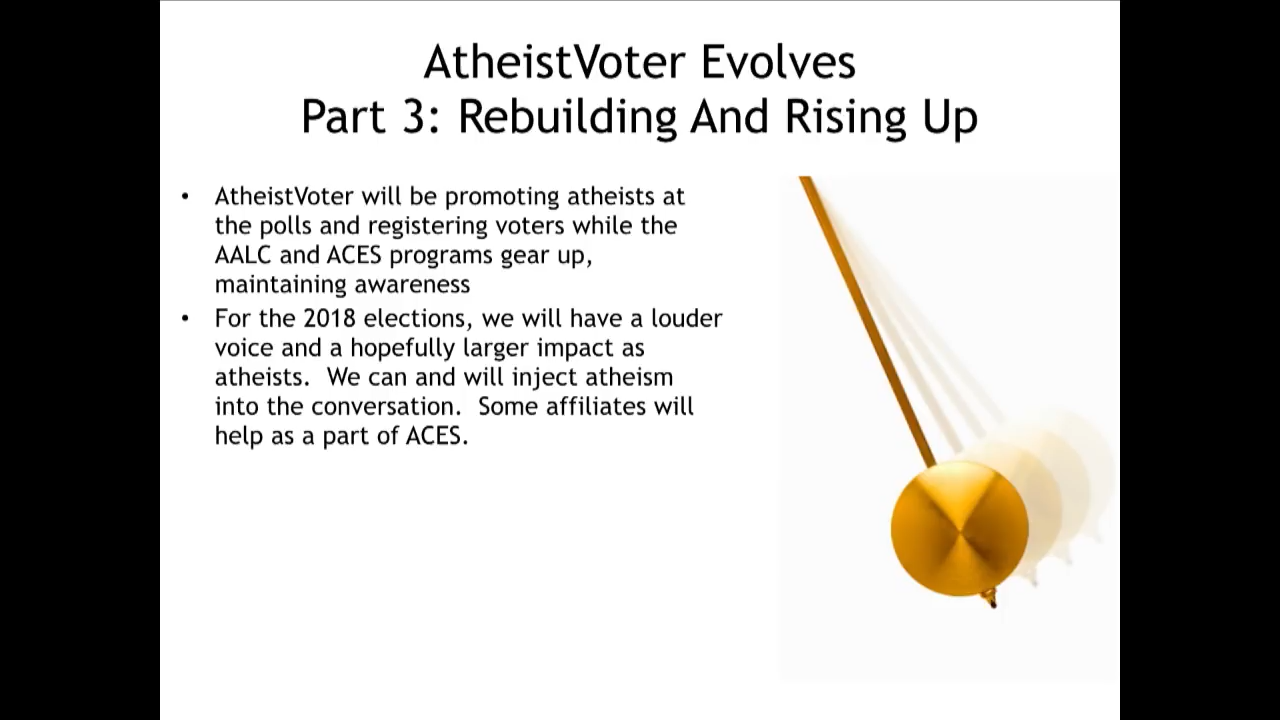 AtheistVoter Evolves
Part 3: Rebuilding And Rising Up
• AtheistVoter will be promoting atheists at
the polls and registering voters while the
AALC and ACES programs gear up,
maintaining awareness
• For the 2018 elections, we will have a louder
voice and a hopefully larger impact as
atheists.  We can and will inject atheism
into the conversation.  Some affiliates will
help as a part of ACES.